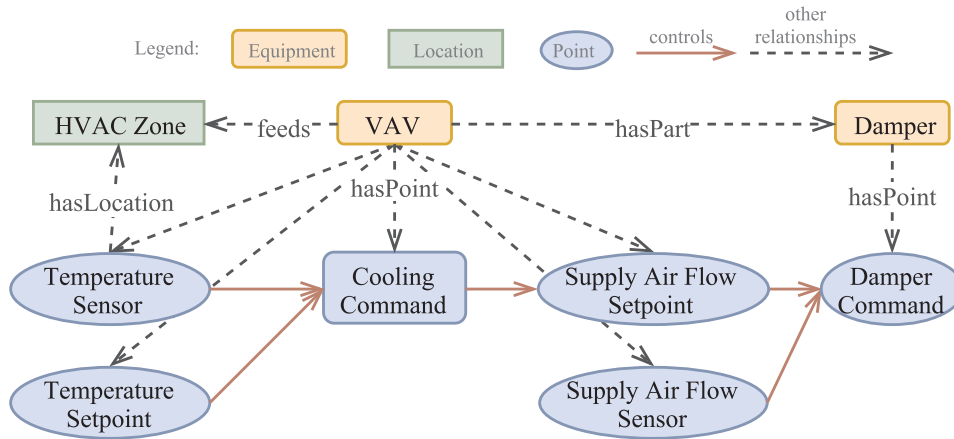 other
relationships
controls
Legend:
Equipment
Location
Point
HVAC Zone
feeds
VAV
hasPart
Damper
hasLocation
hasPoint
hasPoint
Temperature
Sensor
Cooling
Command
Supply Air Flow
Setpoint
Damper
Command
Temperature
Setpoint
Supply Air Flow
Sensor